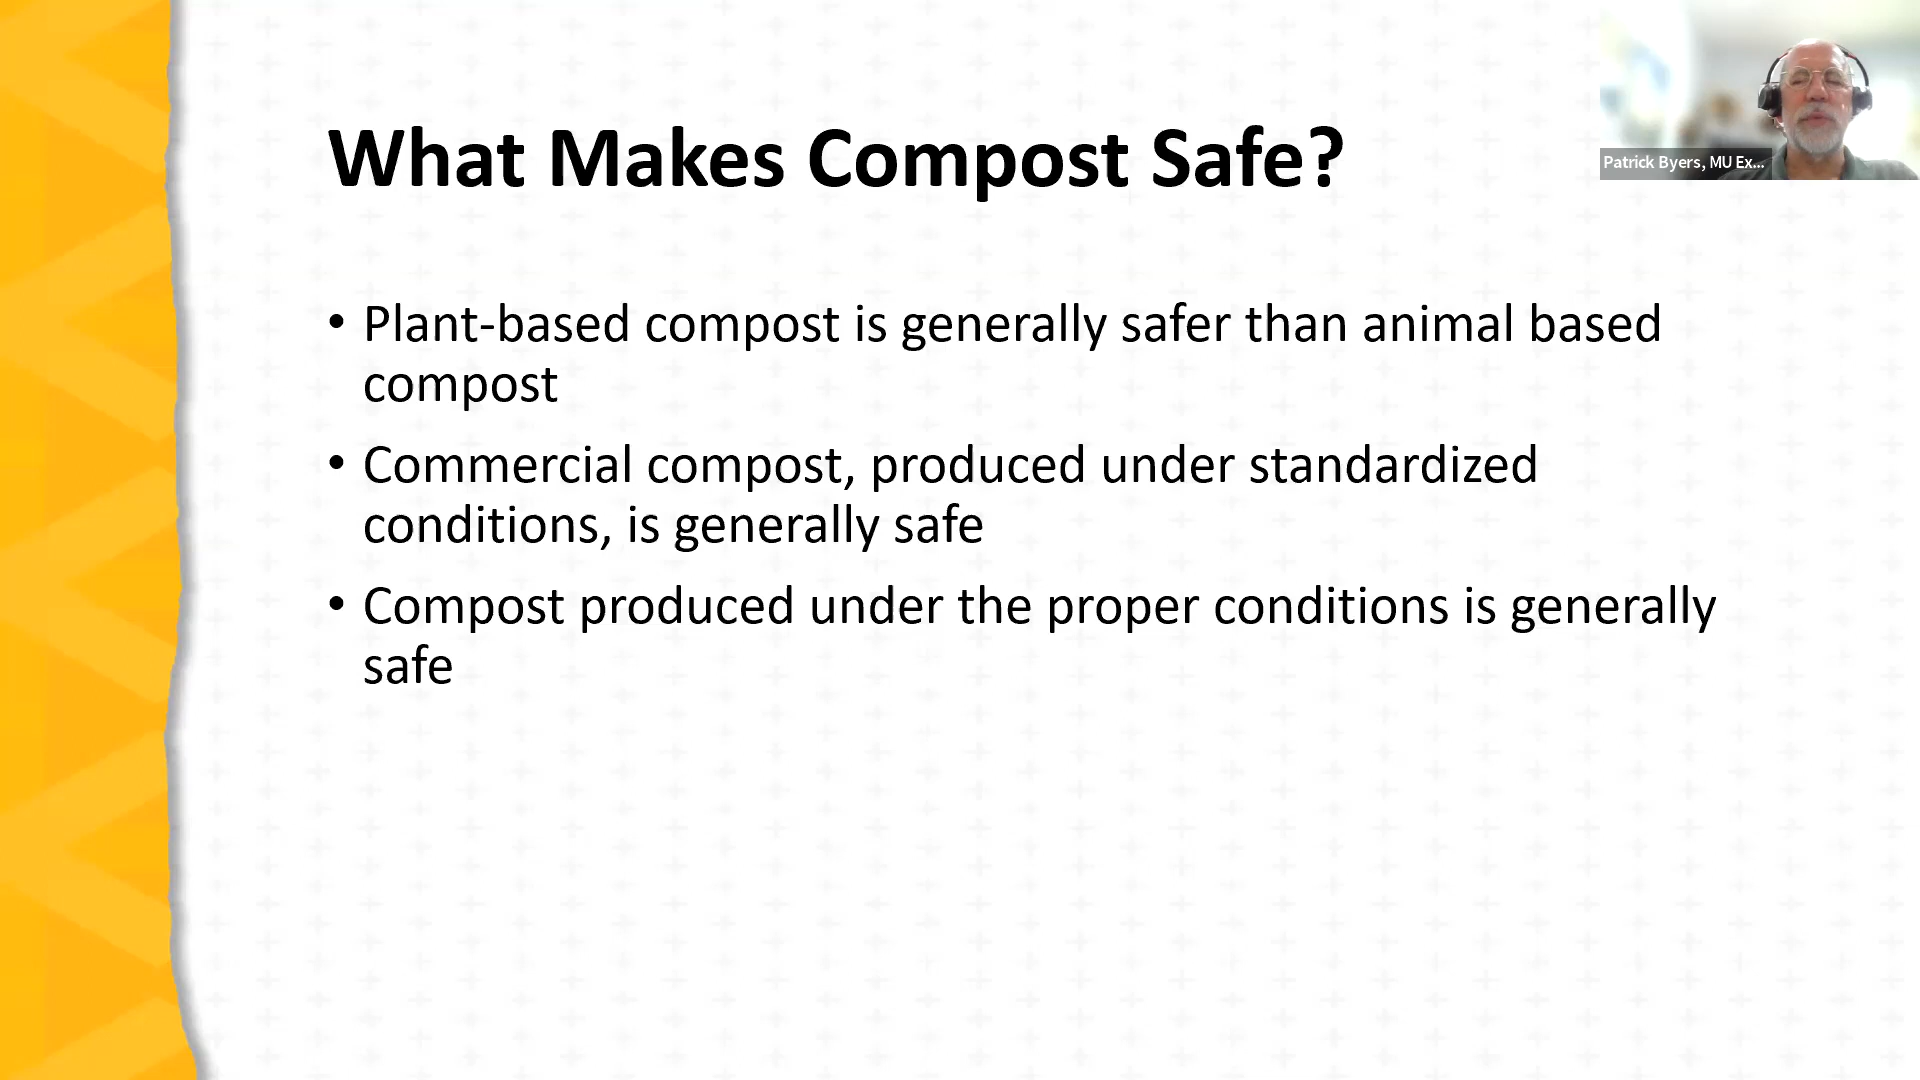 What Makes Compost Safe?
Patrick Byers, MU Ex...
• Plant-based compost is generally safer than animal based
compost
• Commercial compost, produced under standardized
conditions, is generally safe
• Compost produced under the proper conditions is generally
safe